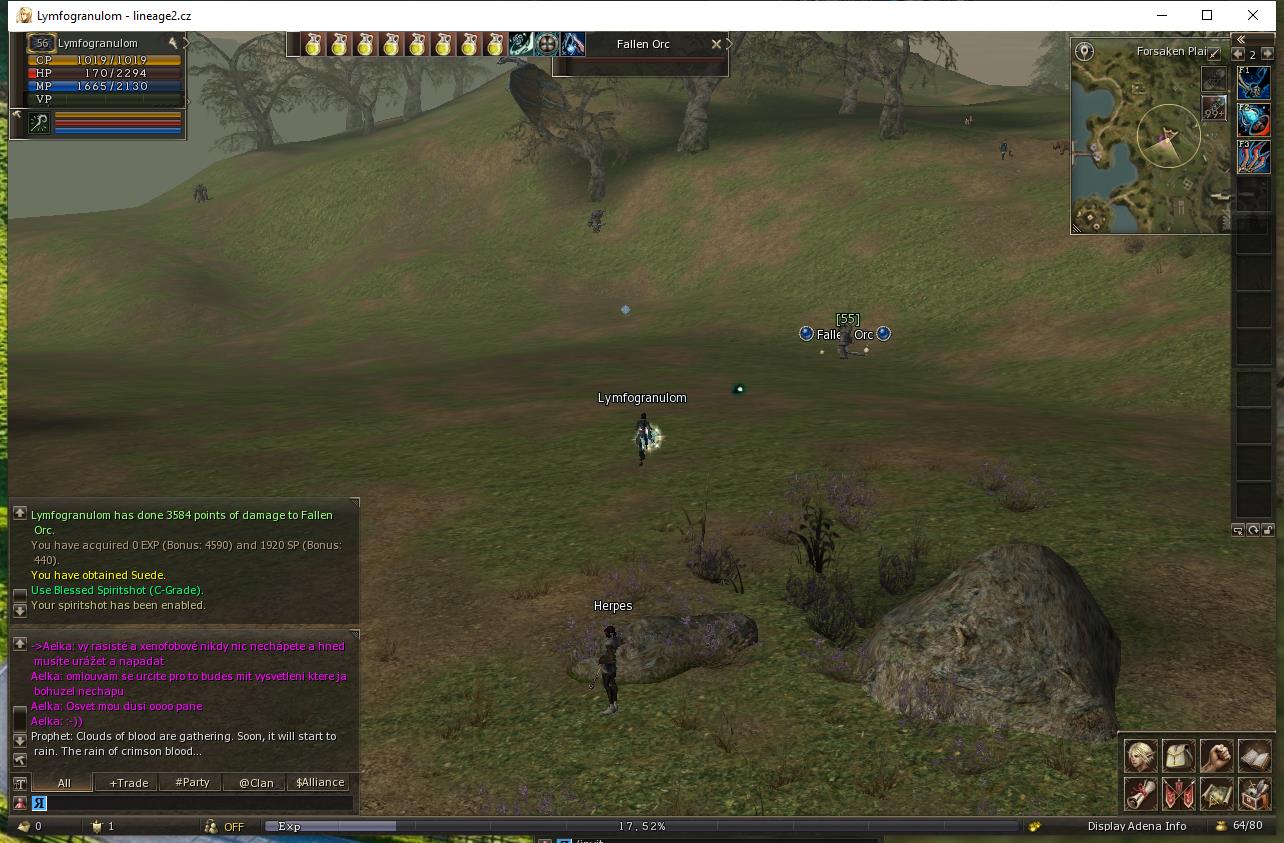 Lymfogranulom - lineage2.cz
56 Lymfogranulom
CP 1019/1019
HP 170/2294
MP 1665/2130
VP
Fallen Orc
Forsaken Plai
2
99+
F1
F2
F3
[55]
Fallen Orc
Lymfogranulom
Herpes
Lymfogranulom has done 3584 points of damage to Fallen
Orc.
You have acquired 0 EXP (Bonus: 4590) and 1920 SP (Bonus:
440).
You have obtained Suede.
Use Blessed Spiritshot (C-Grade).
Your spiritshot has been enabled.
->Aelka: vy rasisté a xenofobové nikdy nic nechápete a hned
musíte urážet a napadat
Aelka: omlouvam se urcite pro to budes mit vysvetleni ktere ja
bohuzel nechapu
Aelka: Osvet mou dusi oooo pane
Aelka: :-))
Prophet: Clouds of blood are gathering. Soon, it will start to
rain. The rain of crimson blood...
All +Trade #Party @Clan $Alliance
0 1 OFF Exp 17,52% Display Adena Info 64/80